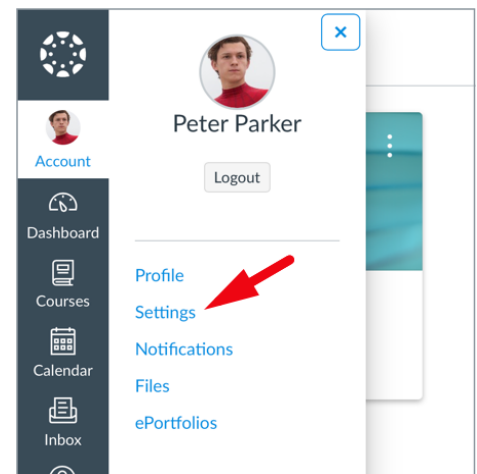 Peter Parker
Logout
Account
Dashboard
Courses
Calendar
Inbox
Profile
Settings
Notifications
Files
ePortfolios